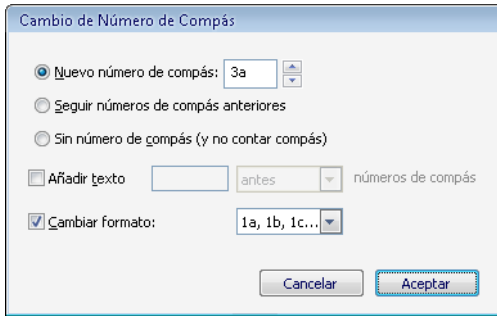 Cambio de Número de Compás
Nuevo número de compás: 3a
Seguir números de compás anteriores
Sin número de compás (y no contar compás)
Añadir texto antes números de compás
Cambiar formato: 1a, 1b, 1c...
Cancelar Aceptar